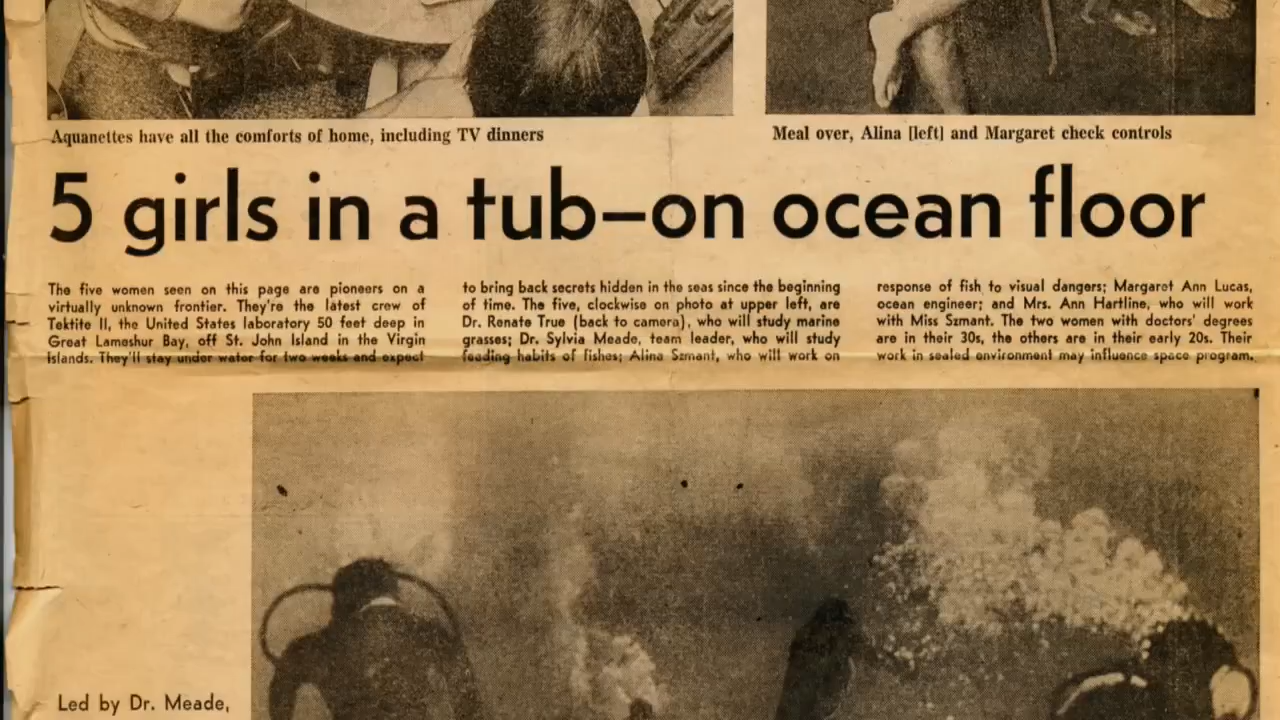 Aquanettes have all the comforts of home, including TV dinners
Meal over, Alina [left] and Margaret check controls
5 girls in a tub—on ocean floor
The five women seen on this page are pioneers on a
virtually unknown frontier. They're the latest crew of
Tektite II, the United States laboratory 50 feet deep in
Great Lameshur Bay, off St. John Island in the Virgin
Islands. They'll stay under water for two weeks and expect
to bring back secrets hidden in the seas since the beginning
of time. The five, clockwise on photo at upper left, are
Dr. Renate True (back to camera), who will study marine
grasses; Dr. Sylvia Meade, team leader, who will study
feeding habits of fishes; Alina Szmant, who will work on
response of fish to visual dangers; Margaret Ann Lucas,
ocean engineer; and Mrs. Ann Hartline, who will work
with Miss Szmant. The two women with doctors' degrees
are in their 30s, the others are in their early 20s. Their
work in sealed environment may influence space program.
Led by Dr. Meade,